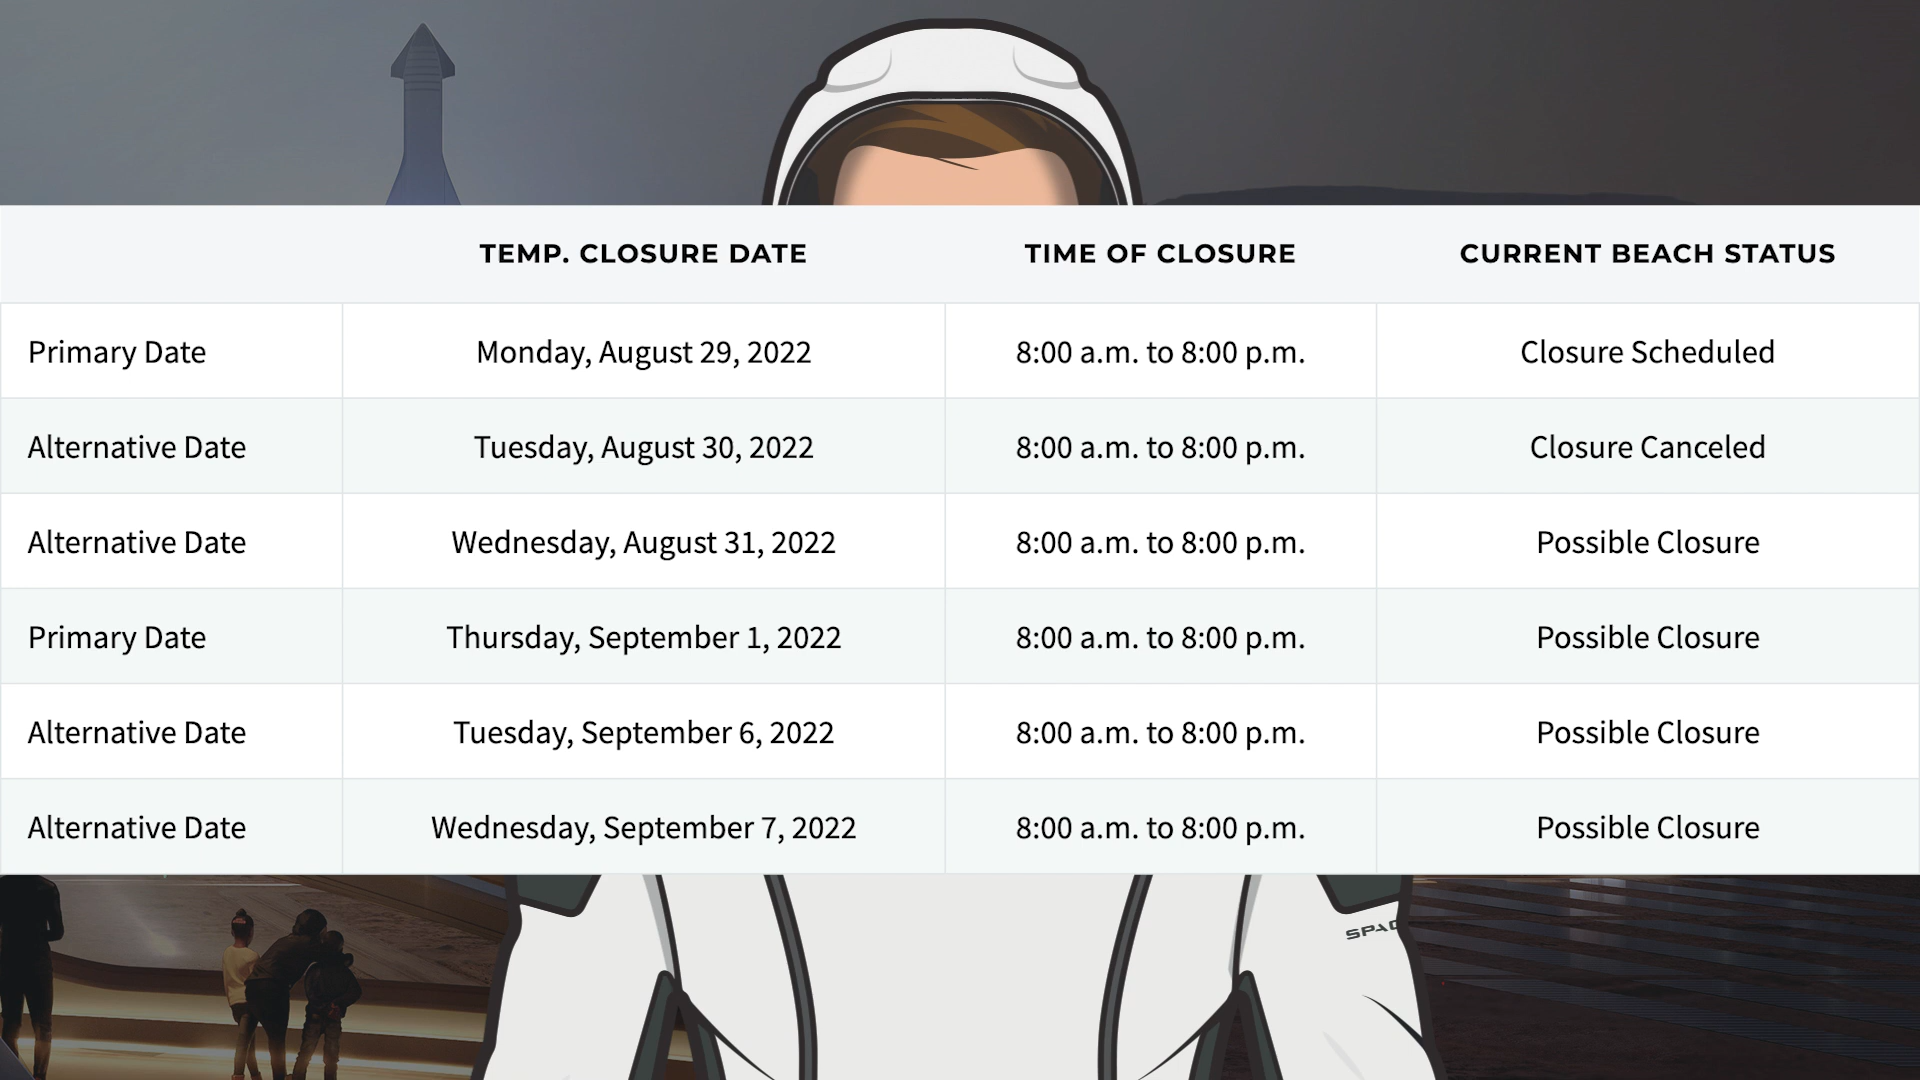 TEMP. CLOSURE DATE TIME OF CLOSURE CURRENT BEACH STATUS
Primary Date Monday, August 29, 2022 8:00 a.m. to 8:00 p.m. Closure Scheduled
Alternative Date Tuesday, August 30, 2022 8:00 a.m. to 8:00 p.m. Closure Canceled
Alternative Date Wednesday, August 31, 2022 8:00 a.m. to 8:00 p.m. Possible Closure
Primary Date Thursday, September 1, 2022 8:00 a.m. to 8:00 p.m. Possible Closure
Alternative Date Tuesday, September 6, 2022 8:00 a.m. to 8:00 p.m. Possible Closure
Alternative Date Wednesday, September 7, 2022 8:00 a.m. to 8:00 p.m. Possible Closure
SPAC